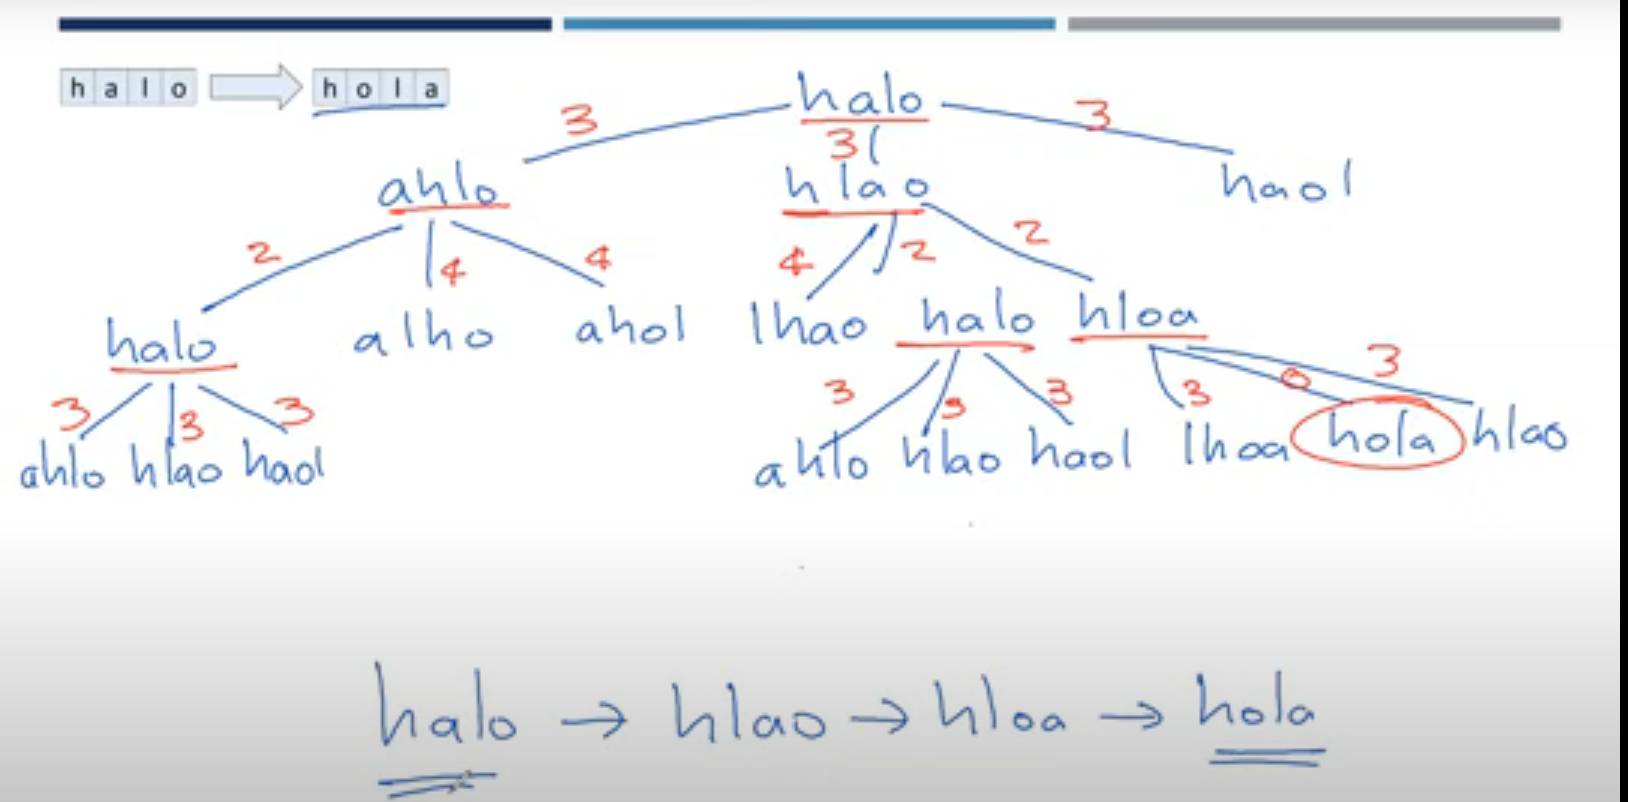 h a l o h o l a
halo
3 3 3
ahlo hlao haol
2 4 4 4 2 2
halo alho ahol lhao halo hloa
3 3 3 3 3 3 3 0 3
ahlo hlao haol ahlo hlao haol lhoa hola hlao
halo → hlao → hloa → hola